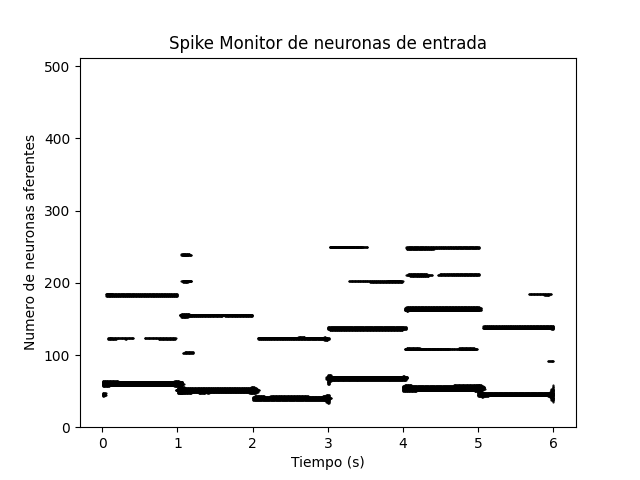 Spike Monitor de neuronas de entrada
500
400
300
200
100
0
Numero de neuronas aferentes
0 1 2 3 4 5 6
Tiempo (s)